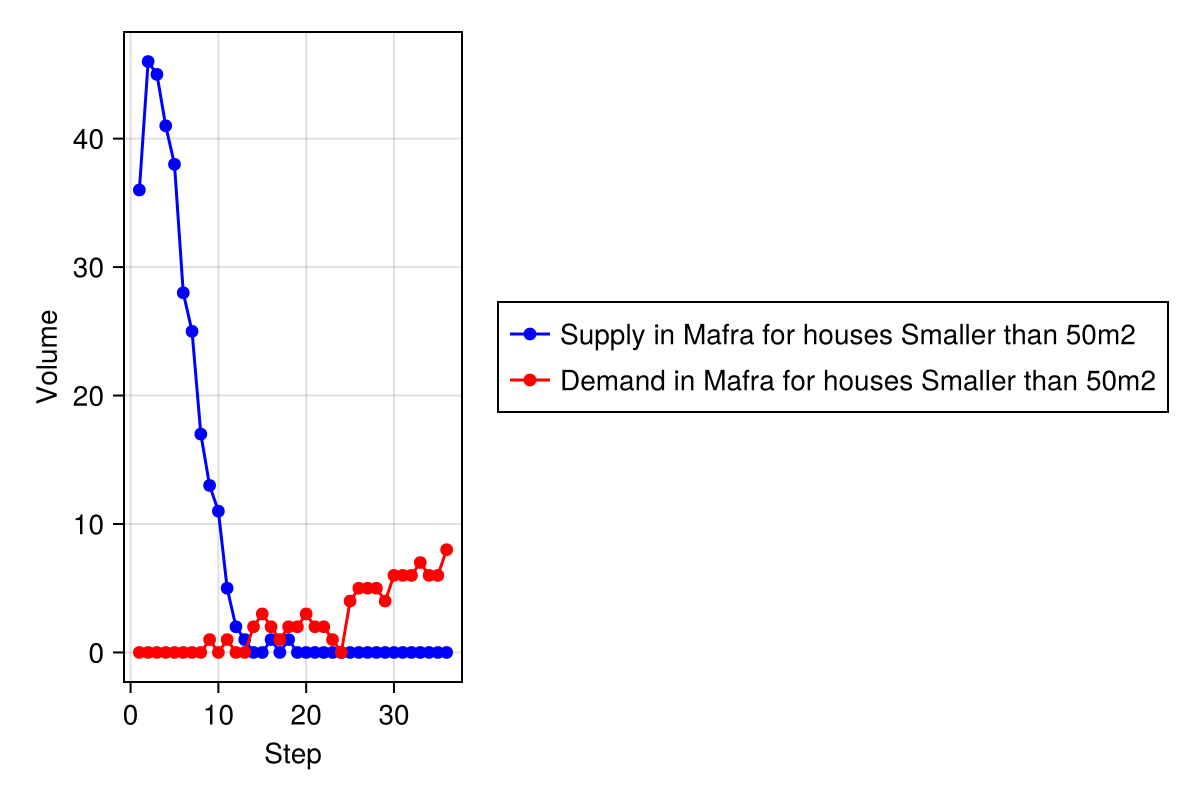 Volume
40
30
20
10
0
0 10 20 30
Step
Supply in Mafra for houses Smaller than 50m2
Demand in Mafra for houses Smaller than 50m2